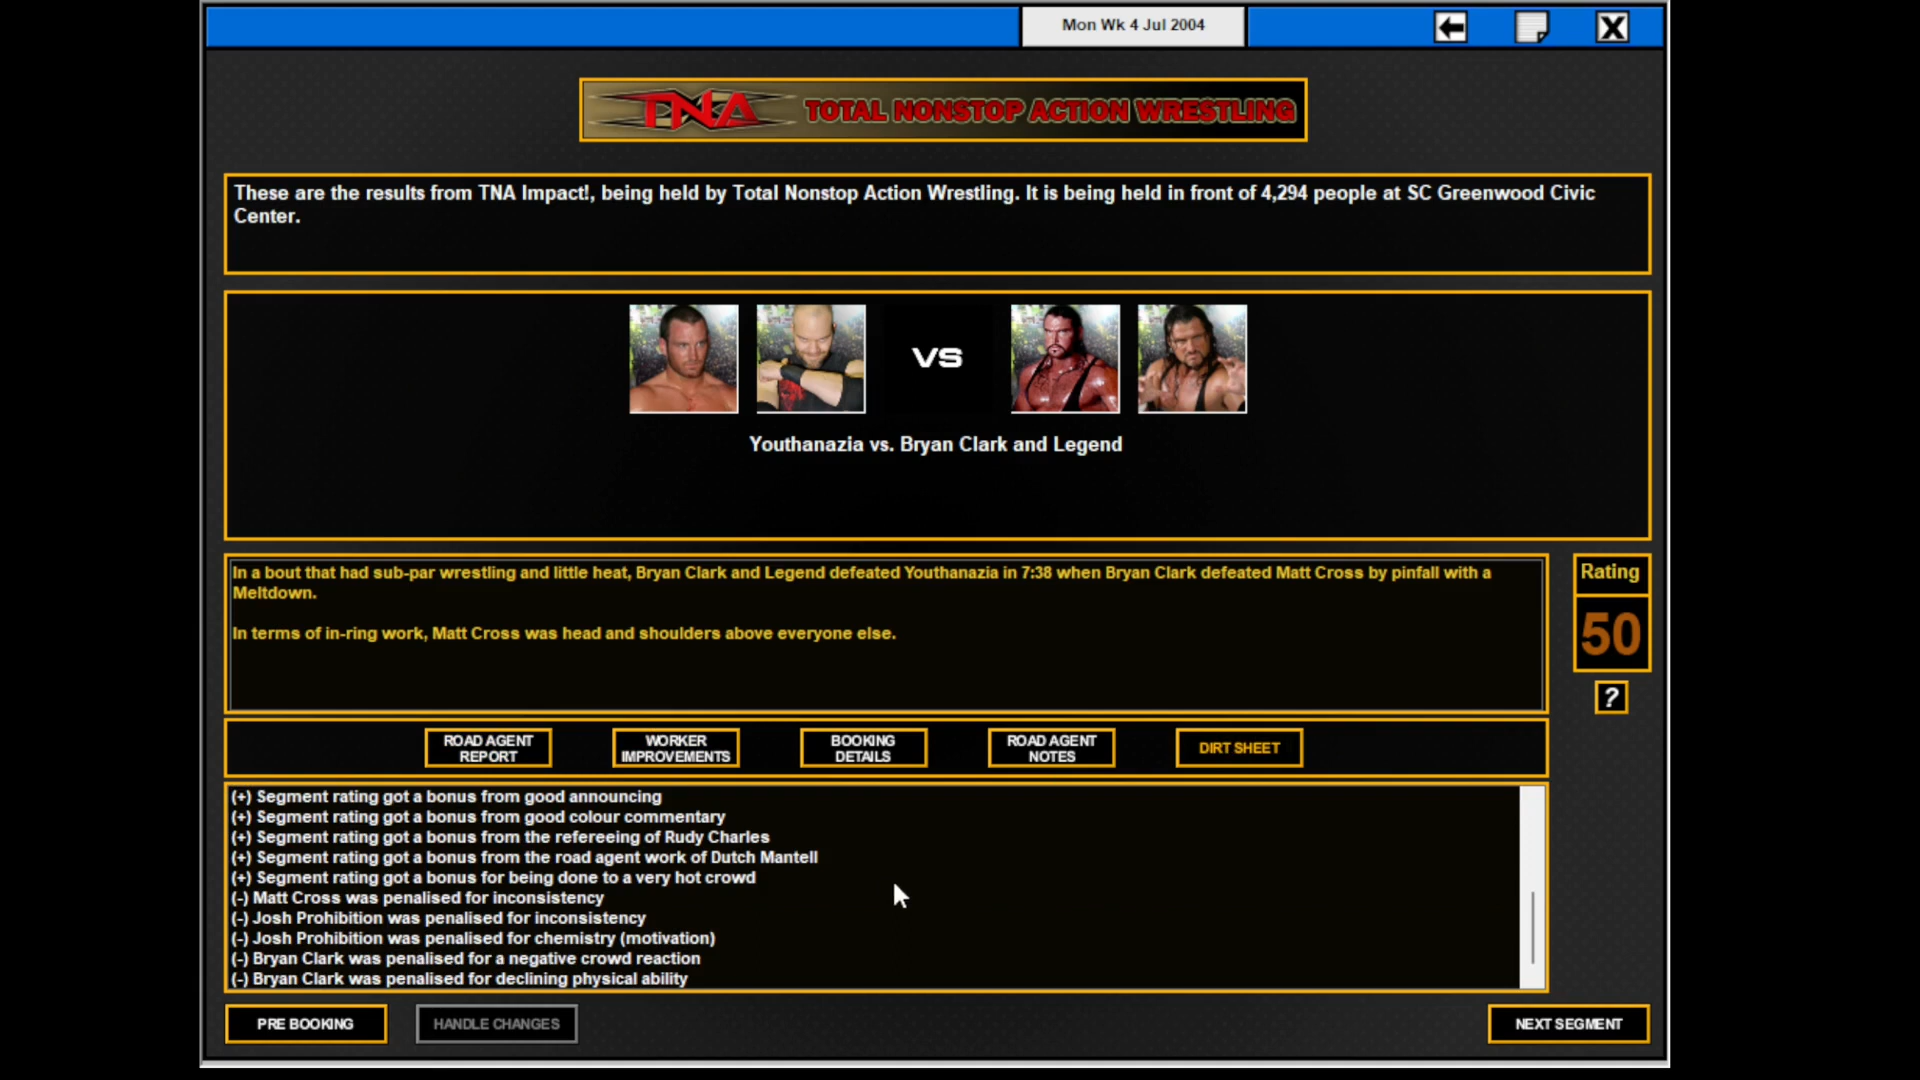 Mon Wk 4 Jul 2004
TNA TOTAL NONSTOP ACTION WRESTLING
These are the results from TNA Impact!, being held by Total Nonstop Action Wrestling. It is being held in front of 4,294 people at SC Greenwood Civic
Center.
VS
Youthanazia vs. Bryan Clark and Legend
In a bout that had sub-par wrestling and little heat, Bryan Clark and Legend defeated Youthanazia in 7:38 when Bryan Clark defeated Matt Cross by pinfall with a
Meltdown.
In terms of in-ring work, Matt Cross was head and shoulders above everyone else.
Rating
50
?
ROAD AGENT
REPORT
WORKER
IMPROVEMENTS
BOOKING
DETAILS
ROAD AGENT
NOTES
DIRT SHEET
(+) Segment rating got a bonus from good announcing
(+) Segment rating got a bonus from good colour commentary
(+) Segment rating got a bonus from the refereeing of Rudy Charles
(+) Segment rating got a bonus from the road agent work of Dutch Mantell
(+) Segment rating got a bonus for being done to a very hot crowd
(-) Matt Cross was penalised for inconsistency
(-) Josh Prohibition was penalised for inconsistency
(-) Josh Prohibition was penalised for chemistry (motivation)
(-) Bryan Clark was penalised for a negative crowd reaction
(-) Bryan Clark was penalised for declining physical ability
PRE BOOKING
HANDLE CHANGES
NEXT SEGMENT